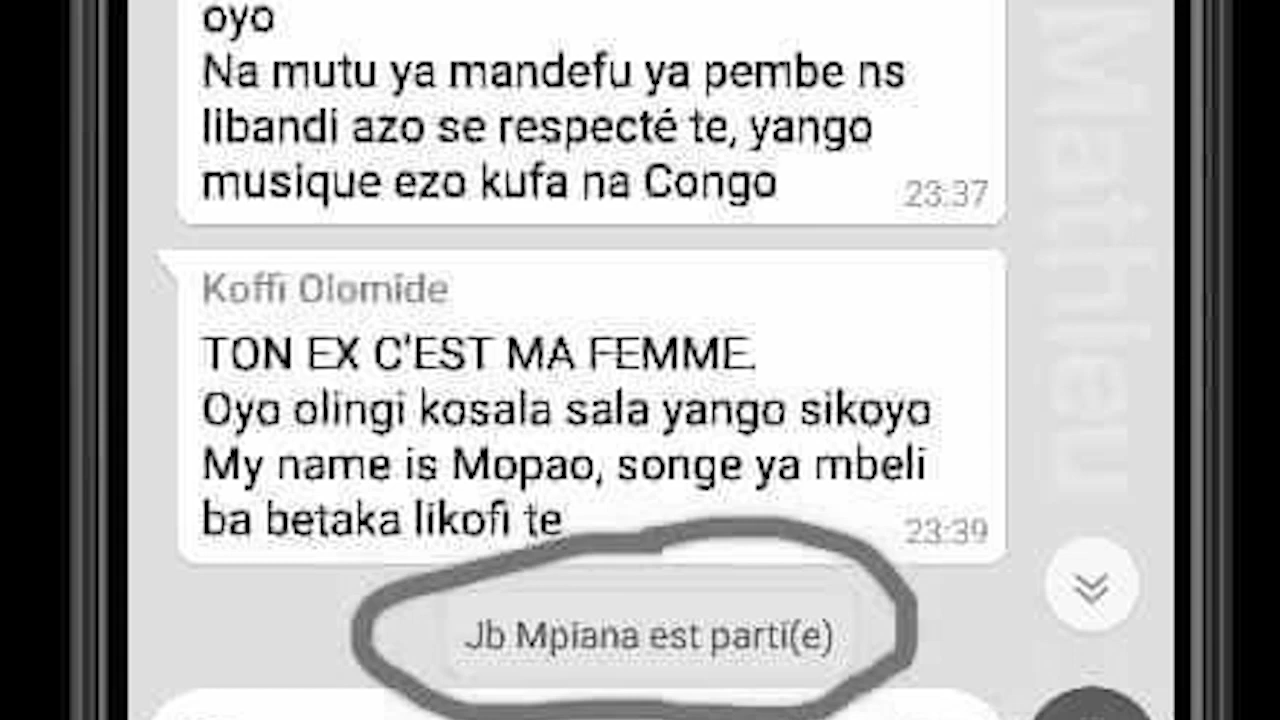 oyo
Na mutu ya mandefu ya pembe ns
libandi azo se respecté te, yango
musique ezo kufa na Congo
23:37
Koffi Olomide
TON EX C'EST MA FEMME.
Oyo olingi kosala sala yango sikoyo
My name is Mopao, songe ya mbeli
ba betaka likofi te
23:39
Jb Mpiana est parti(e)
Mathieu